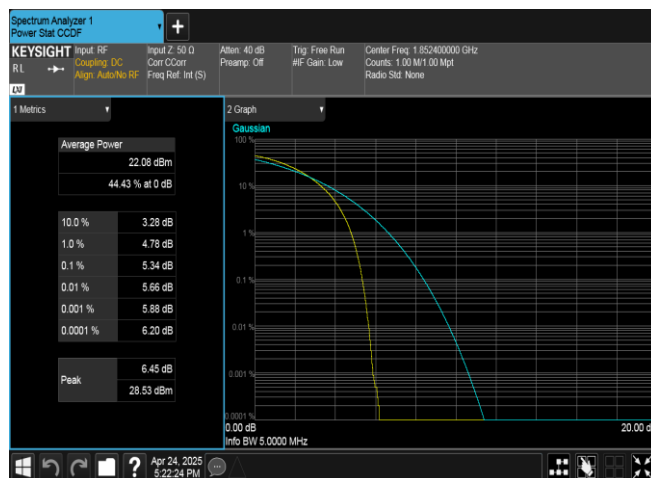 Spectrum Analyzer 1
Power Stat CCDF
+
KEYSIGHT
RL
LXI
Input: RF
Coupling: DC
Align: Auto/No RF
Input Z: 50 Ω
Corr CCorr
Freq Ref: Int (S)
Atten: 40 dB
Preamp: Off
Trig: Free Run
#IF Gain: Low
Center Freq: 1.852400000 GHz
Counts: 1.00 M/1.00 Mpt
Radio Std: None
1 Metrics
Average Power
22.08 dBm
44.43 % at 0 dB
10.0 % 3.28 dB
1.0 % 4.78 dB
0.1 % 5.34 dB
0.01 % 5.66 dB
0.001 % 5.88 dB
0.0001 % 6.20 dB
Peak
6.45 dB
28.53 dBm
2 Graph
Gaussian
100 %
10 %
1 %
0.1 %
0.01 %
0.001 %
0.0001 %
0.00 dB
20.00 d
Info BW 5.0000 MHz
?
Apr 24, 2025
5:22:24 PM